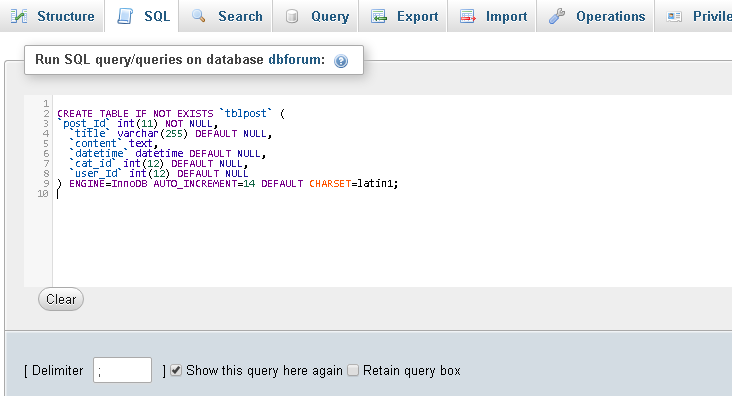 Structure SQL Search Query Export Import Operations Privile
Run SQL query/queries on database dbforum:
1
2 CREATE TABLE IF NOT EXISTS `tblpost` (
3 `post_Id` int(11) NOT NULL,
4 `title` varchar(255) DEFAULT NULL,
5 `content` text,
6 `datetime` datetime DEFAULT NULL,
7 `cat_id` int(12) DEFAULT NULL,
8 `user_Id` int(12) DEFAULT NULL
9 ) ENGINE=InnoDB AUTO_INCREMENT=14 DEFAULT CHARSET=latin1;
10
Clear
[ Delimiter ; ] Show this query here again Retain query box